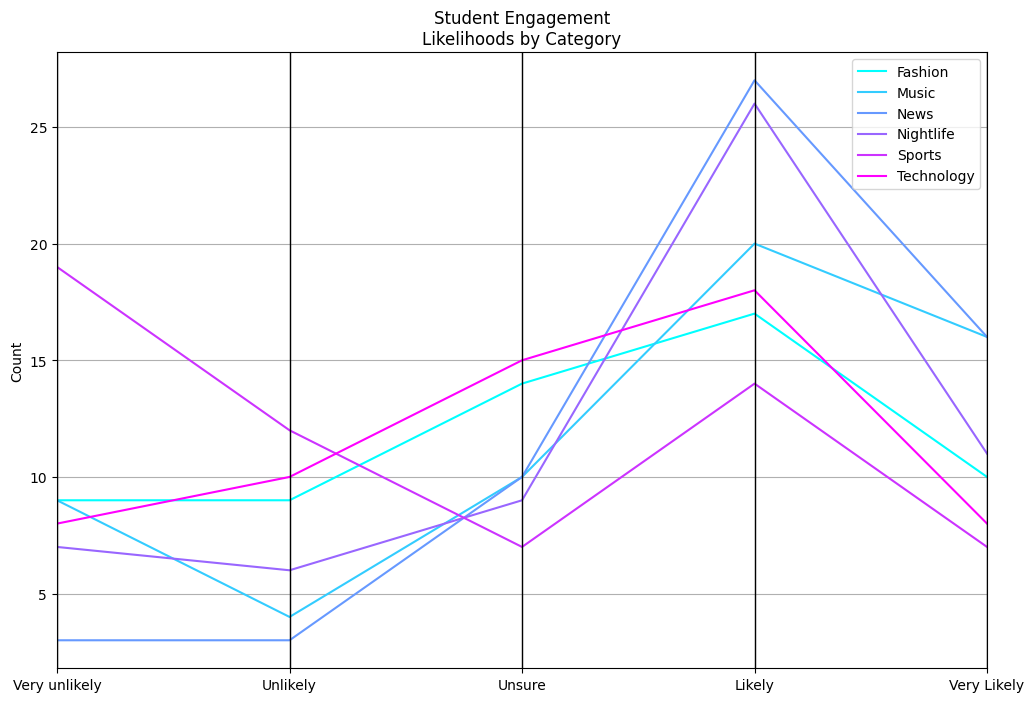 Student Engagement
Likelihoods by Category
Fashion
Music
News
Nightlife
Sports
Technology
Count
25
20
15
10
5
Very unlikely
Unlikely
Unsure
Likely
Very Likely